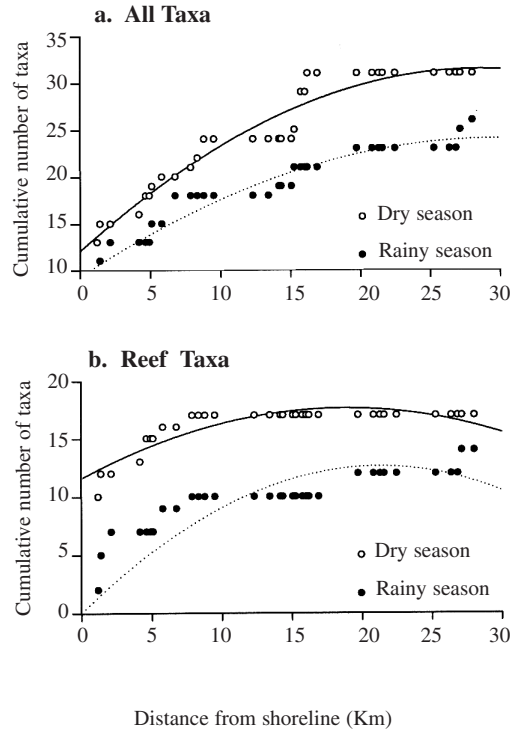 a. All Taxa
Cumulative number of taxa
35
30
25
20
15
10
Dry season
Rainy season
0 5 10 15 20 25 30
b. Reef Taxa
Cumulative number of taxa
20
15
10
5
0
Dry season
Rainy season
0 5 10 15 20 25 30
Distance from shoreline (Km)